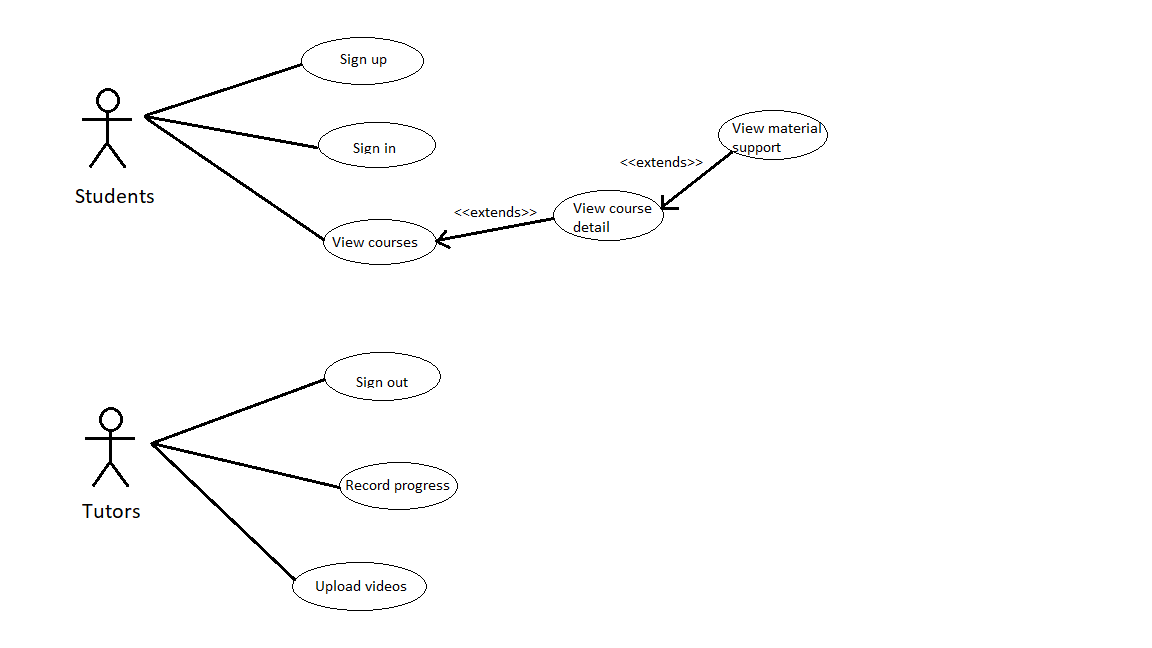 Sign up
Sign in
Students
View material
support
<<extends>>
View course
detail
<<extends>>
View courses
Sign out
Record progress
Tutors
Upload videos